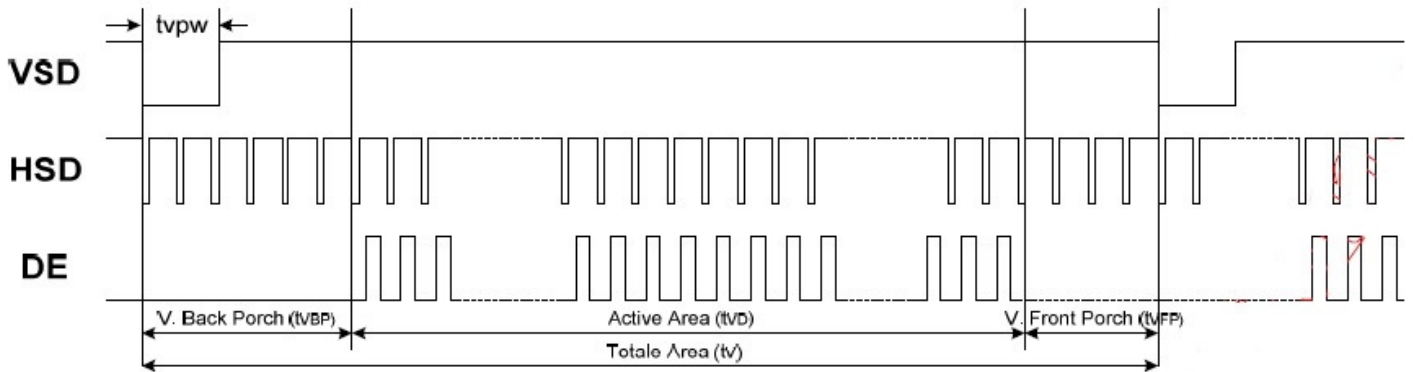 tvpw
VSD
HSD
DE
V. Back Porch (tVBP)
Active Area (tVD)
V. Front Porch (tVFP)
Totale Area (tV)